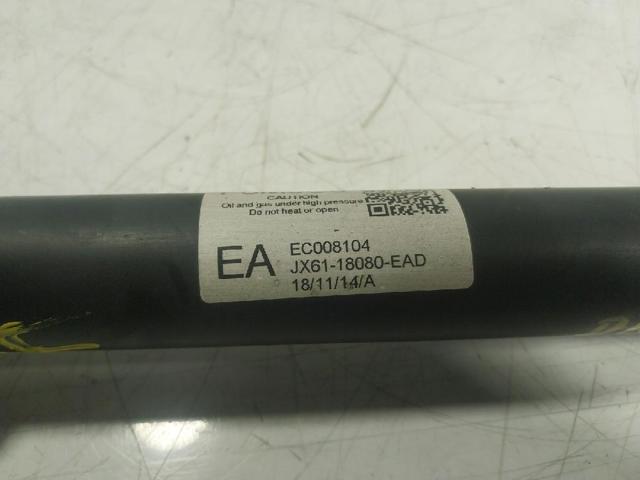 CAUTION
Oil and gas under high pressure
Do not heat or open
EA
EC008104
JX61-18080-EAD
18/11/14/A